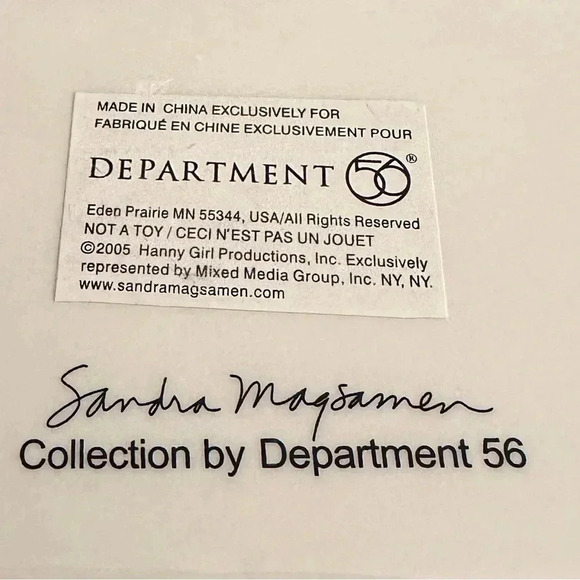 MADE IN CHINA EXCLUSIVELY FOR
FABRIQUÉ EN CHINE EXCLUSIVEMENT POUR
DEPARTMENT 56®
Eden Prairie MN 55344, USA/All Rights Reserved
NOT A TOY / CECI N'EST PAS UN JOUET
©2005 Hanny Girl Productions, Inc. Exclusively
represented by Mixed Media Group, Inc. NY, NY.
www.sandramagsamen.com
Sandra Magsamen
Collection by Department 56